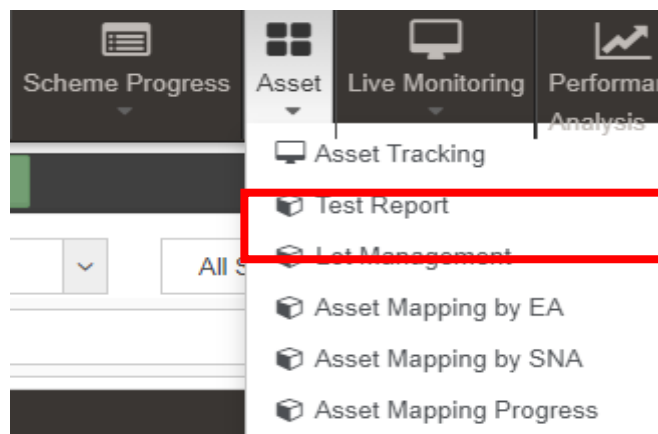 Scheme Progress
Asset
Live Monitoring
Performa
Analysis
Asset Tracking
Test Report
All
Lot Management
Asset Mapping by EA
Asset Mapping by SNA
Asset Mapping Progress